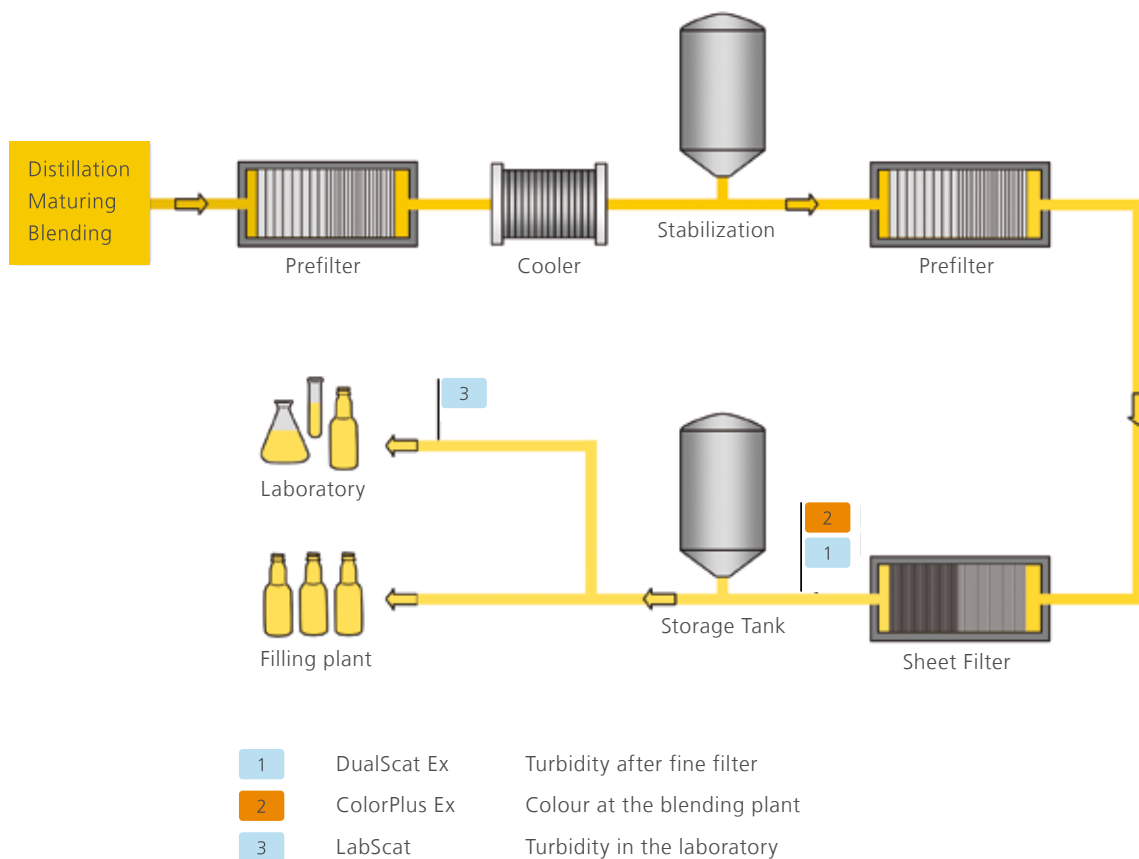 Distillation
Maturing
Blending
Prefilter
Cooler
Stabilization
Prefilter
3
Laboratory
2
1
Filling plant
Storage Tank
Sheet Filter
1 DualScat Ex Turbidity after fine filter
2 ColorPlus Ex Colour at the blending plant
3 LabScat Turbidity in the laboratory